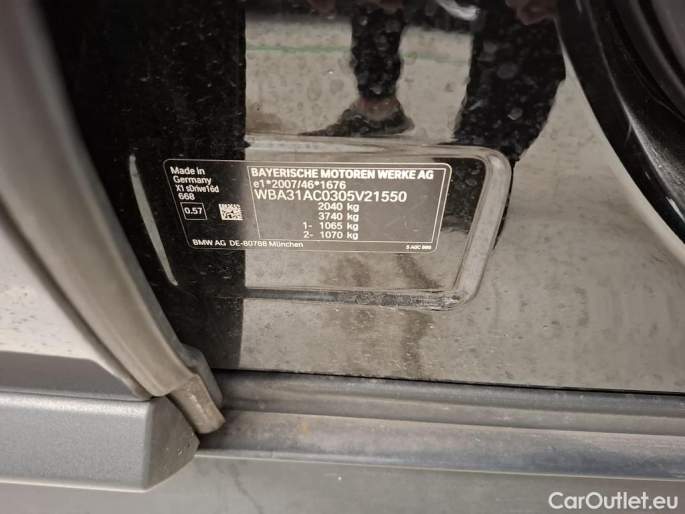 Made in
Germany
X1 sDrive16d
668
0.57
BAYERISCHE MOTOREN WERKE AG
e1*2007/46*1676
WBA31AC0305V21550
2040 kg
3740 kg
1- 1065 kg
2- 1070 kg
BMW AG DE-80788 München
CarOutlet.eu